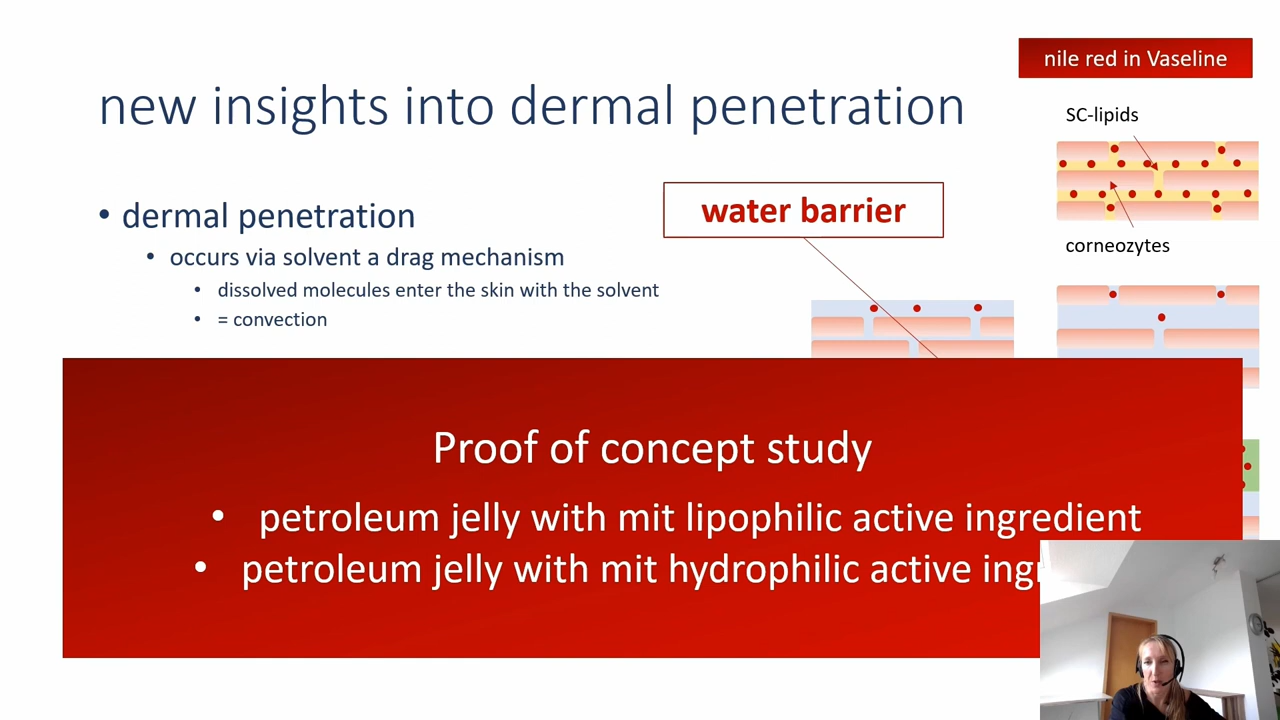 nile red in Vaseline
new insights into dermal penetration
SC-lipids
• dermal penetration
water barrier
corneozytes
• occurs via solvent a drag mechanism
• dissolved molecules enter the skin with the solvent
• = convection
Proof of concept study
• petroleum jelly with mit lipophilic active ingredient
• petroleum jelly with mit hydrophilic active